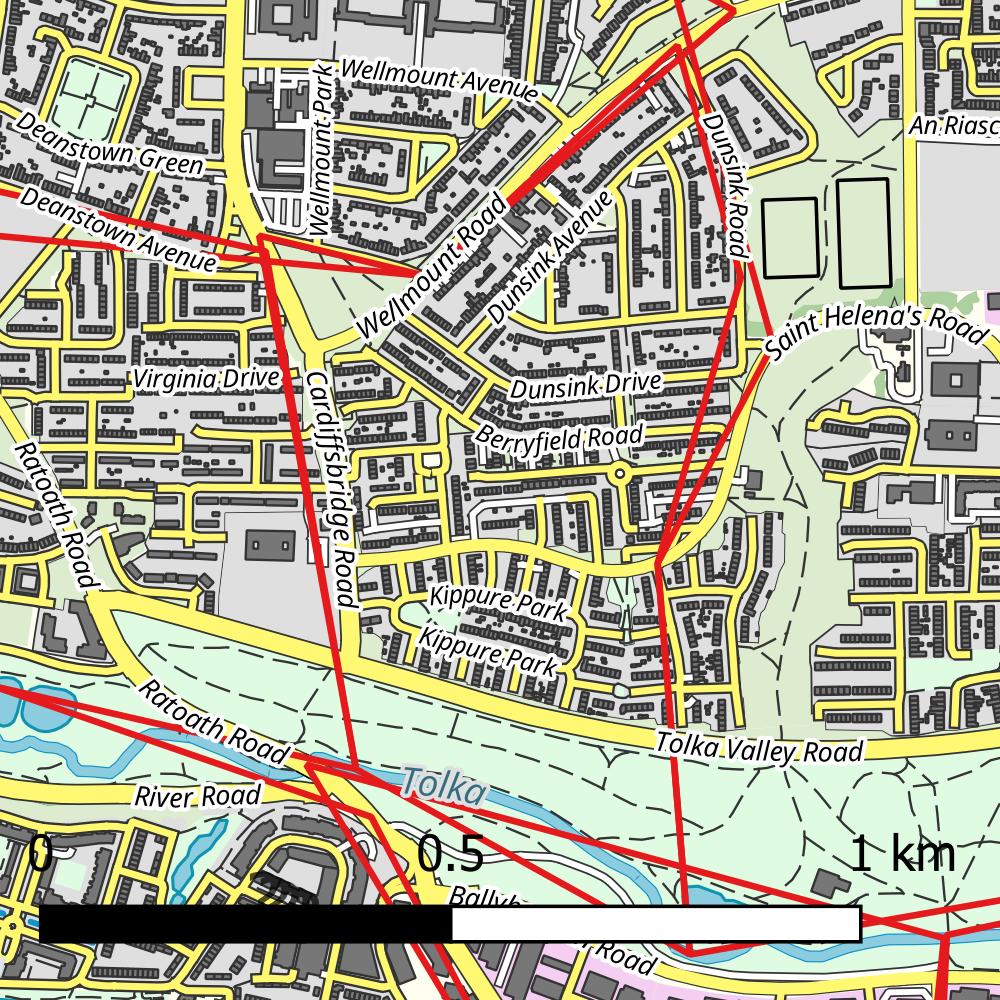 Wellmount Avenue
Wellmount Park
Deanstown Green
Dunsink Road
An Riasc
Deanstown Avenue
Wellmount Road
Dunsink Avenue
Saint Helena's Road
Virginia Drive
Dunsink Drive
Cardiffsbridge Road
Berryfield Road
Ratoath Road
Kippure Park
Kippure Park
Ratoath Road
Tolka Valley Road
Tolka
River Road
0
0.5
1 km
Road